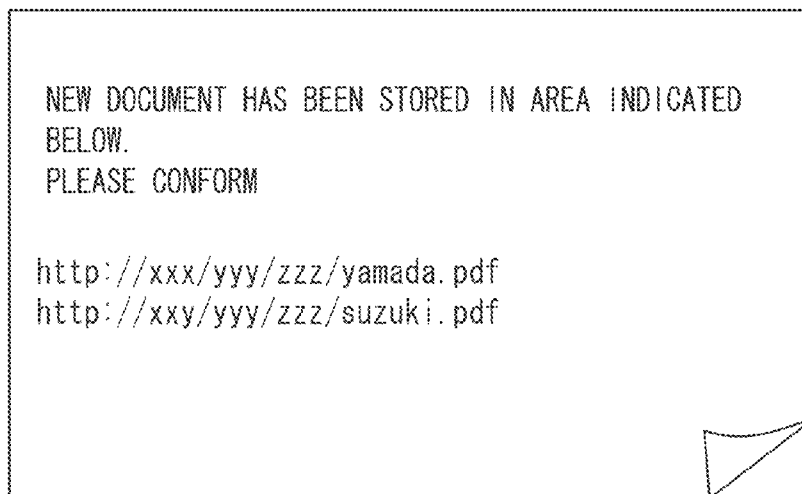 NEW DOCUMENT HAS BEEN STORED IN AREA INDICATED
BELOW.
PLEASE CONFORM
http://xxx/yyy/zzz/yamada.pdf
http://xxy/yyy/zzz/suzuki.pdf